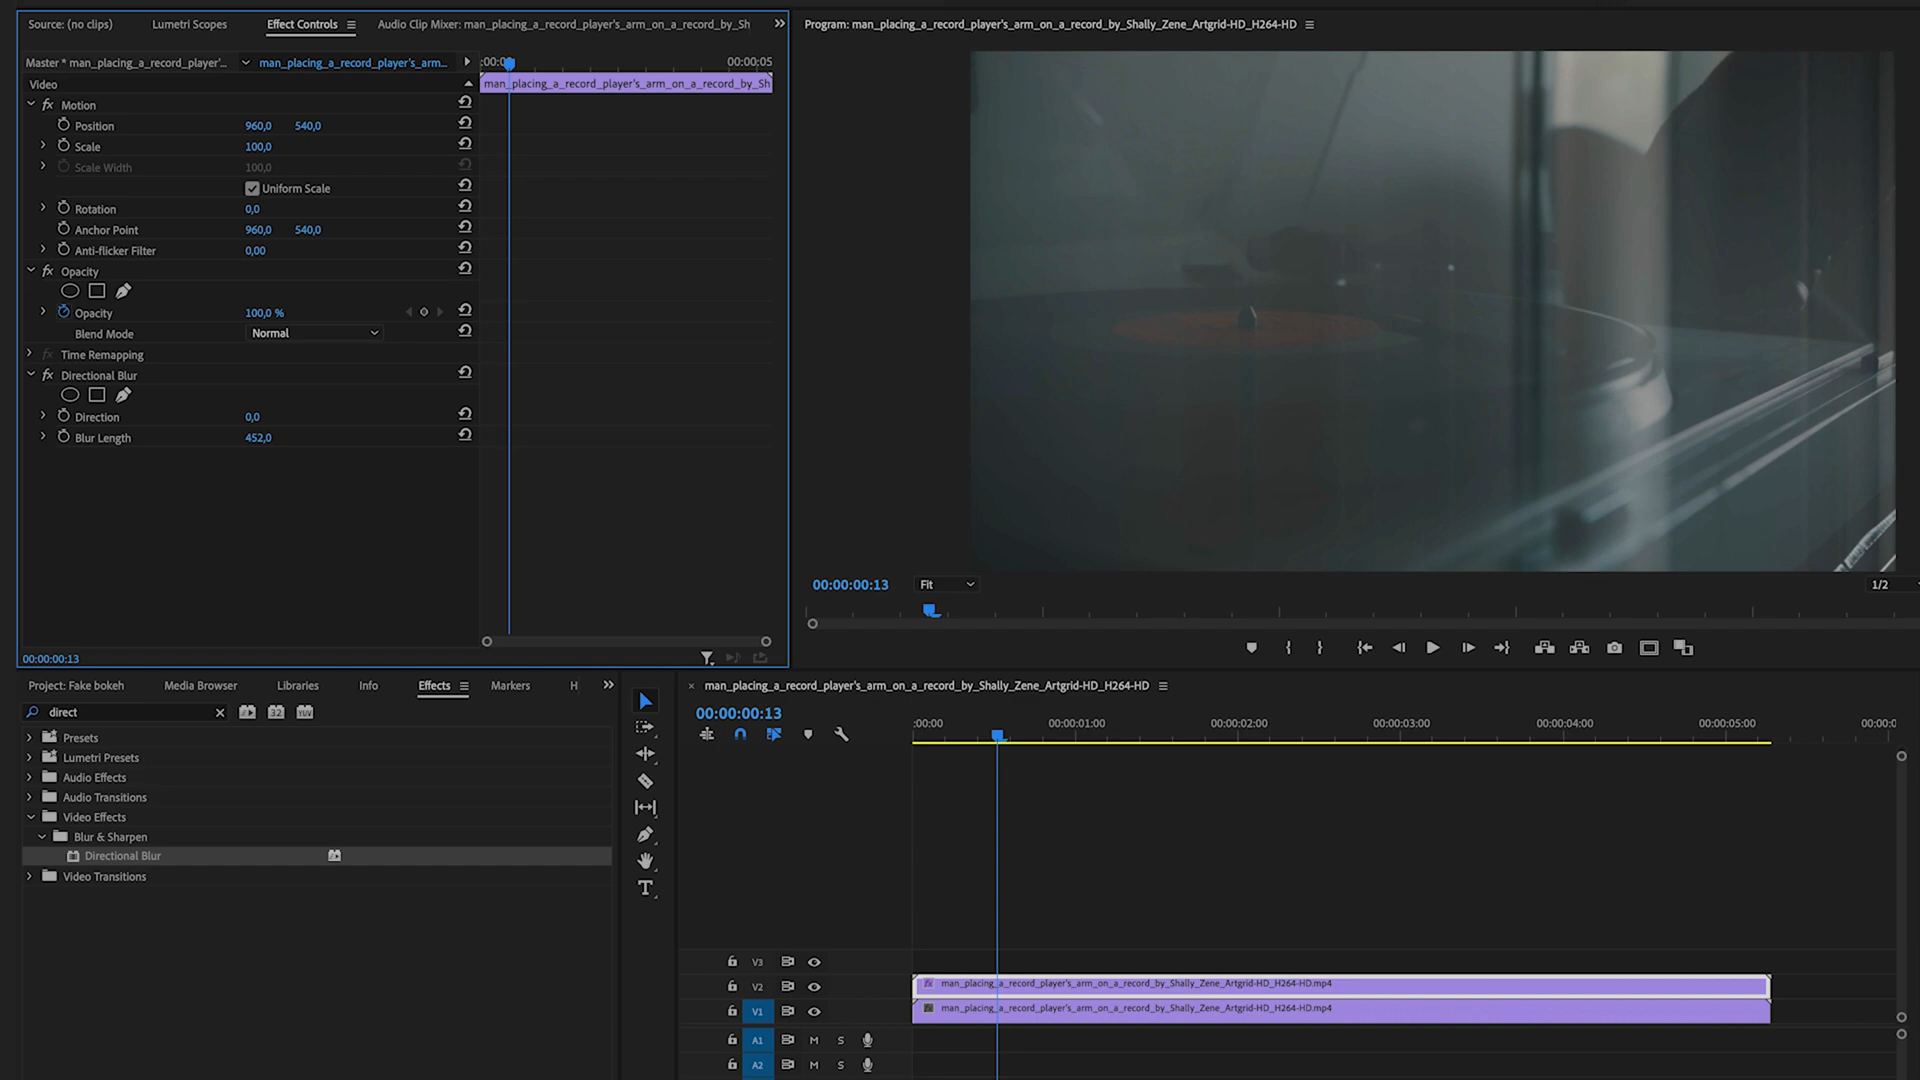 Source: (no clips) Lumetri Scopes Effect Controls Audio Clip Mixer: man_placing_a_record_player's_arm_on_a_record_by_Sh
Program: man_placing_a_record_player's_arm_on_a_record_by_Shally_Zene_Artgrid-HD_H264-HD
Master * man_placing_a_record_player'... man_placing_a_record_player's_arm... 00:00:05
Video
man_placing_a_record_player's_arm_on_a_record_by_Sh
fx Motion
Position 960,0 540,0
Scale 100,0
Scale Width 100,0
Uniform Scale
Rotation 0,0
Anchor Point 960,0 540,0
Anti-flicker Filter 0,00
fx Opacity
Opacity 100,0 %
Blend Mode Normal
fx Time Remapping
fx Directional Blur
Direction 0,0
Blur Length 452,0
00:00:00:13
00:00:00:13 Fit 1/2
Project: Fake bokeh Media Browser Libraries Info Effects Markers H
direct 32 YUV
Presets
Lumetri Presets
Audio Effects
Audio Transitions
Video Effects
Blur & Sharpen
Directional Blur
Video Transitions
T
× man_placing_a_record_player's_arm_on_a_record_by_Shally_Zene_Artgrid-HD_H264-HD
00:00:00:13
:00:00 00:00:01:00 00:00:02:00 00:00:03:00 00:00:04:00 00:00:05:00 00:00:0
V3
V2 fx man_placing_a_record_player's_arm_on_a_record_by_Shally_Zene_Artgrid-HD_H264-HD.mp4
V1 man_placing_a_record_player's_arm_on_a_record_by_Shally_Zene_Artgrid-HD_H264-HD.mp4
A1 M S
A2 M S